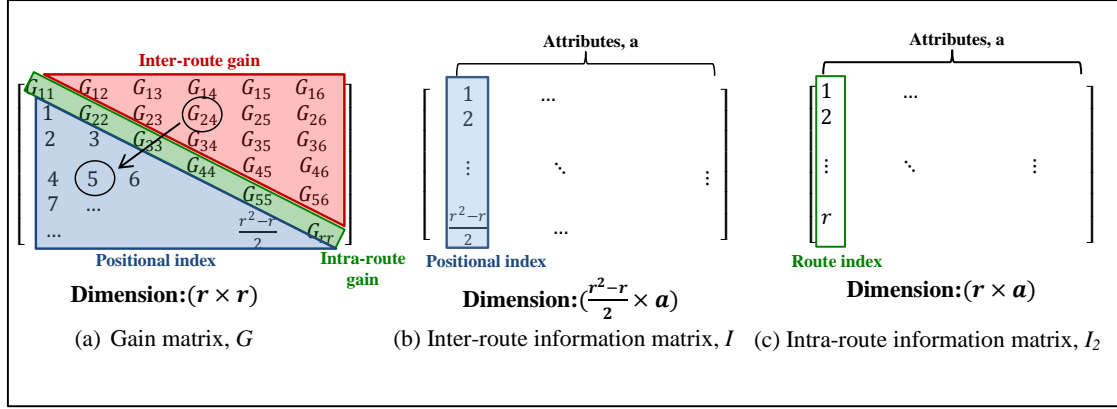 Inter-route gain
G₁₁ G₁₂ G₁₃ G₁₄ G₁₅ G₁₆
1 G₂₂ G₂₃ G₂₄ G₂₅ G₂₆
2 3 G₃₃ G₃₄ G₃₅ G₃₆
G₄₄ G₄₅ G₄₆
4 5 6
G₅₅ G₅₆
7 ...
... (r²−r)/2 Gᵣᵣ
Positional index
Intra-route
gain
Dimension:(r × r)
(a) Gain matrix, G
Attributes, a
1 ...
2
⋮ ⋱ ⋮
(r²−r)/2 ...
Positional index
Dimension:((r²−r)/2 × a)
(b) Inter-route information matrix, I
Attributes, a
1 ...
2
⋮ ⋱ ⋮
r
Route index
Dimension:(r × a)
(c) Intra-route information matrix, I₂